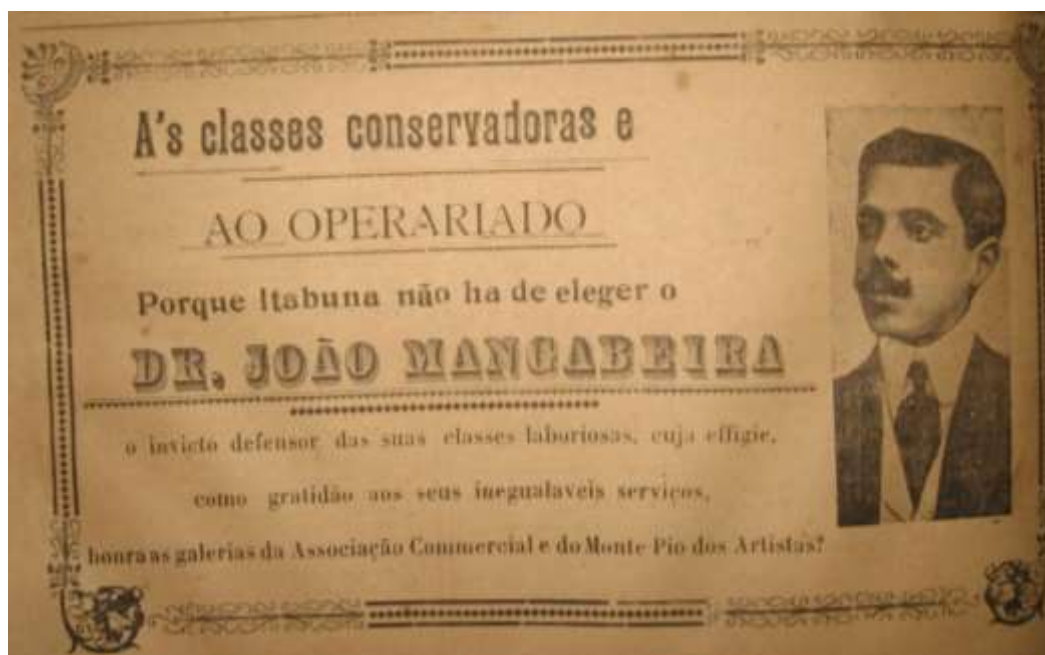 A's classes conservadoras e
AO OPERARIADO
Porque Itabuna não ha de eleger o
DR. JOÃO MANGABEIRA
o invicto defensor das suas classes laboriosas, cuja effigie,
como gratidão aos seus inegualaveis serviços,
honra as galerias da Associação Commercial e do Monte Pio dos Artistas?